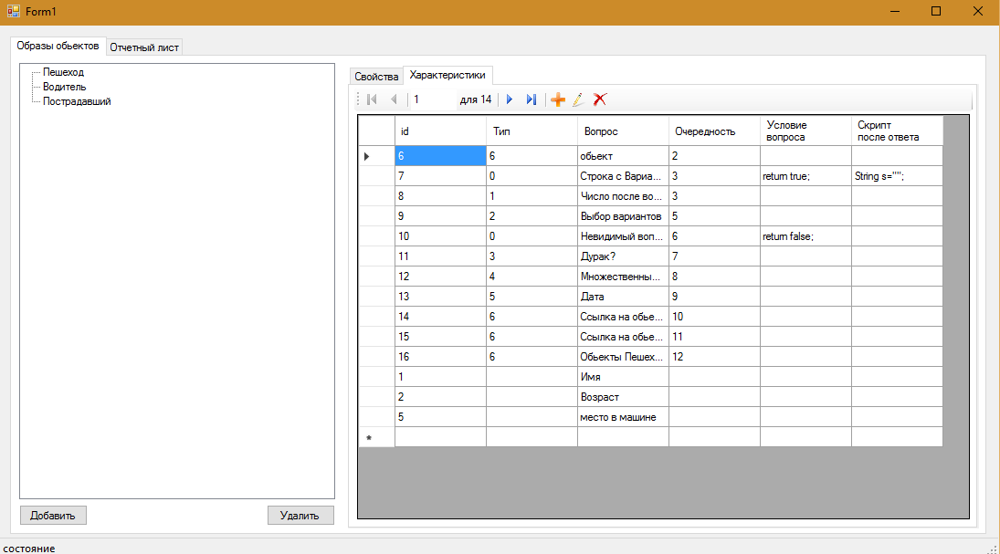 Form1
Образы обьектов Отчетный лист
Пешеход
Водитель
Пострадавший
Свойства Характеристики
1 для 14
id Тип Вопрос Очередность Условие вопроса Скрипт после ответа
6 6 обьект 2
7 0 Строка с Вариа... 3 return true; String s="";
8 1 Число после во... 3
9 2 Выбор вариантов 5
10 0 Невидимый воп... 6 return false;
11 3 Дурак? 7
12 4 Множественны... 8
13 5 Дата 9
14 6 Ссылка на обье... 10
15 6 Ссылка на обье... 11
16 6 Обьекты Пешех... 12
1 Имя
2 Возраст
5 место в машине
Добавить Удалить
состояние